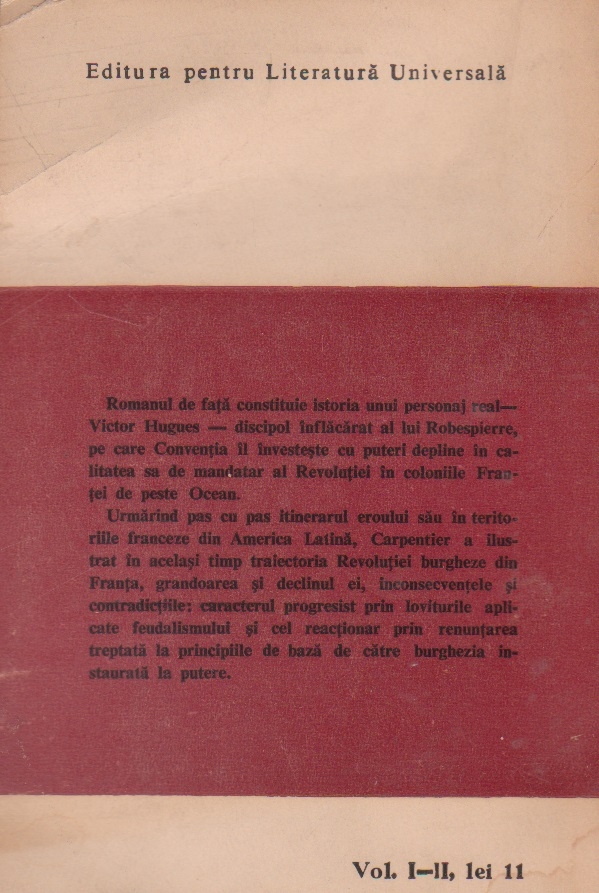 Editura pentru Literatură Universală
Romanul de față constituie istoria unui personaj real—
Victor Hugues — discipol înflăcărat al lui Robespierre,
pe care Convenția îl învestește cu puteri depline în ca-
litatea sa de mandatar al Revoluției în coloniile Fran-
ței de peste Ocean.
Urmărind pas cu pas itinerarul eroului său în terito-
riile franceze din America Latină, Carpentier a ilus-
trat în același timp traiectoria Revoluției burgheze din
Franța, grandoarea și declinul ei, inconsecvențele și
contradicțiile: caracterul progresist prin loviturile apli-
cate feudalismului și cel reacționar prin renunțarea
treptată la principiile de bază de către burghezia in-
staurată la putere.
Vol. I—II, lei 11